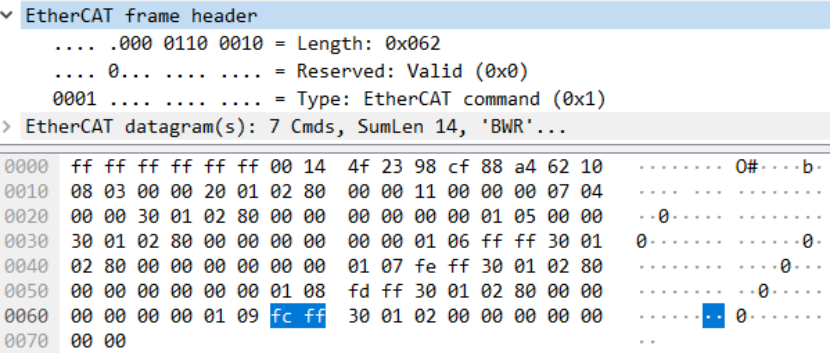 EtherCAT frame header
.... .000 0110 0010 = Length: 0x062
.... 0... .... .... = Reserved: Valid (0x0)
0001 .... .... .... = Type: EtherCAT command (0x1)
EtherCAT datagram(s): 7 Cmds, SumLen 14, 'BWR'...
0000 ff ff ff ff ff ff 00 14 4f 23 98 cf 88 a4 62 10 ········ O#····b·
0010 08 03 00 00 20 01 02 80 00 00 11 00 00 00 07 04 ···· ··· ········
0020 00 00 30 01 02 80 00 00 00 00 00 00 01 05 00 00 ··0····· ········
0030 30 01 02 80 00 00 00 00 00 00 01 06 ff ff 30 01 0······· ······0·
0040 02 80 00 00 00 00 00 00 01 07 fe ff 30 01 02 80 ········ ····0···
0050 00 00 00 00 00 00 01 08 fd ff 30 01 02 80 00 00 ········ ··0·····
0060 00 00 00 00 01 09 fc ff 30 01 02 00 00 00 00 00 ········ 0·······
0070 00 00 ··